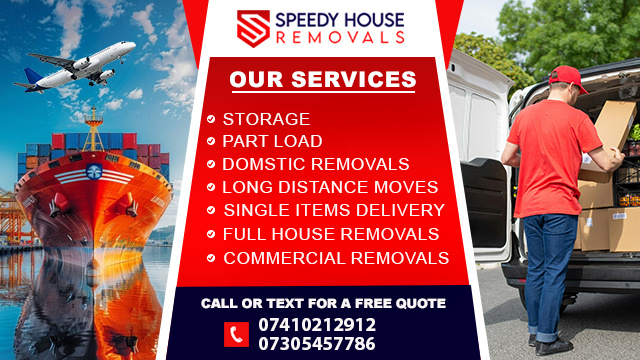 SPEEDY HOUSE
REMOVALS
OUR SERVICES
STORAGE
PART LOAD
DOMSTIC REMOVALS
LONG DISTANCE MOVES
SINGLE ITEMS DELIVERY
FULL HOUSE REMOVALS
COMMERCIAL REMOVALS
CALL OR TEXT FOR A FREE QUOTE
07410212912
07305457786